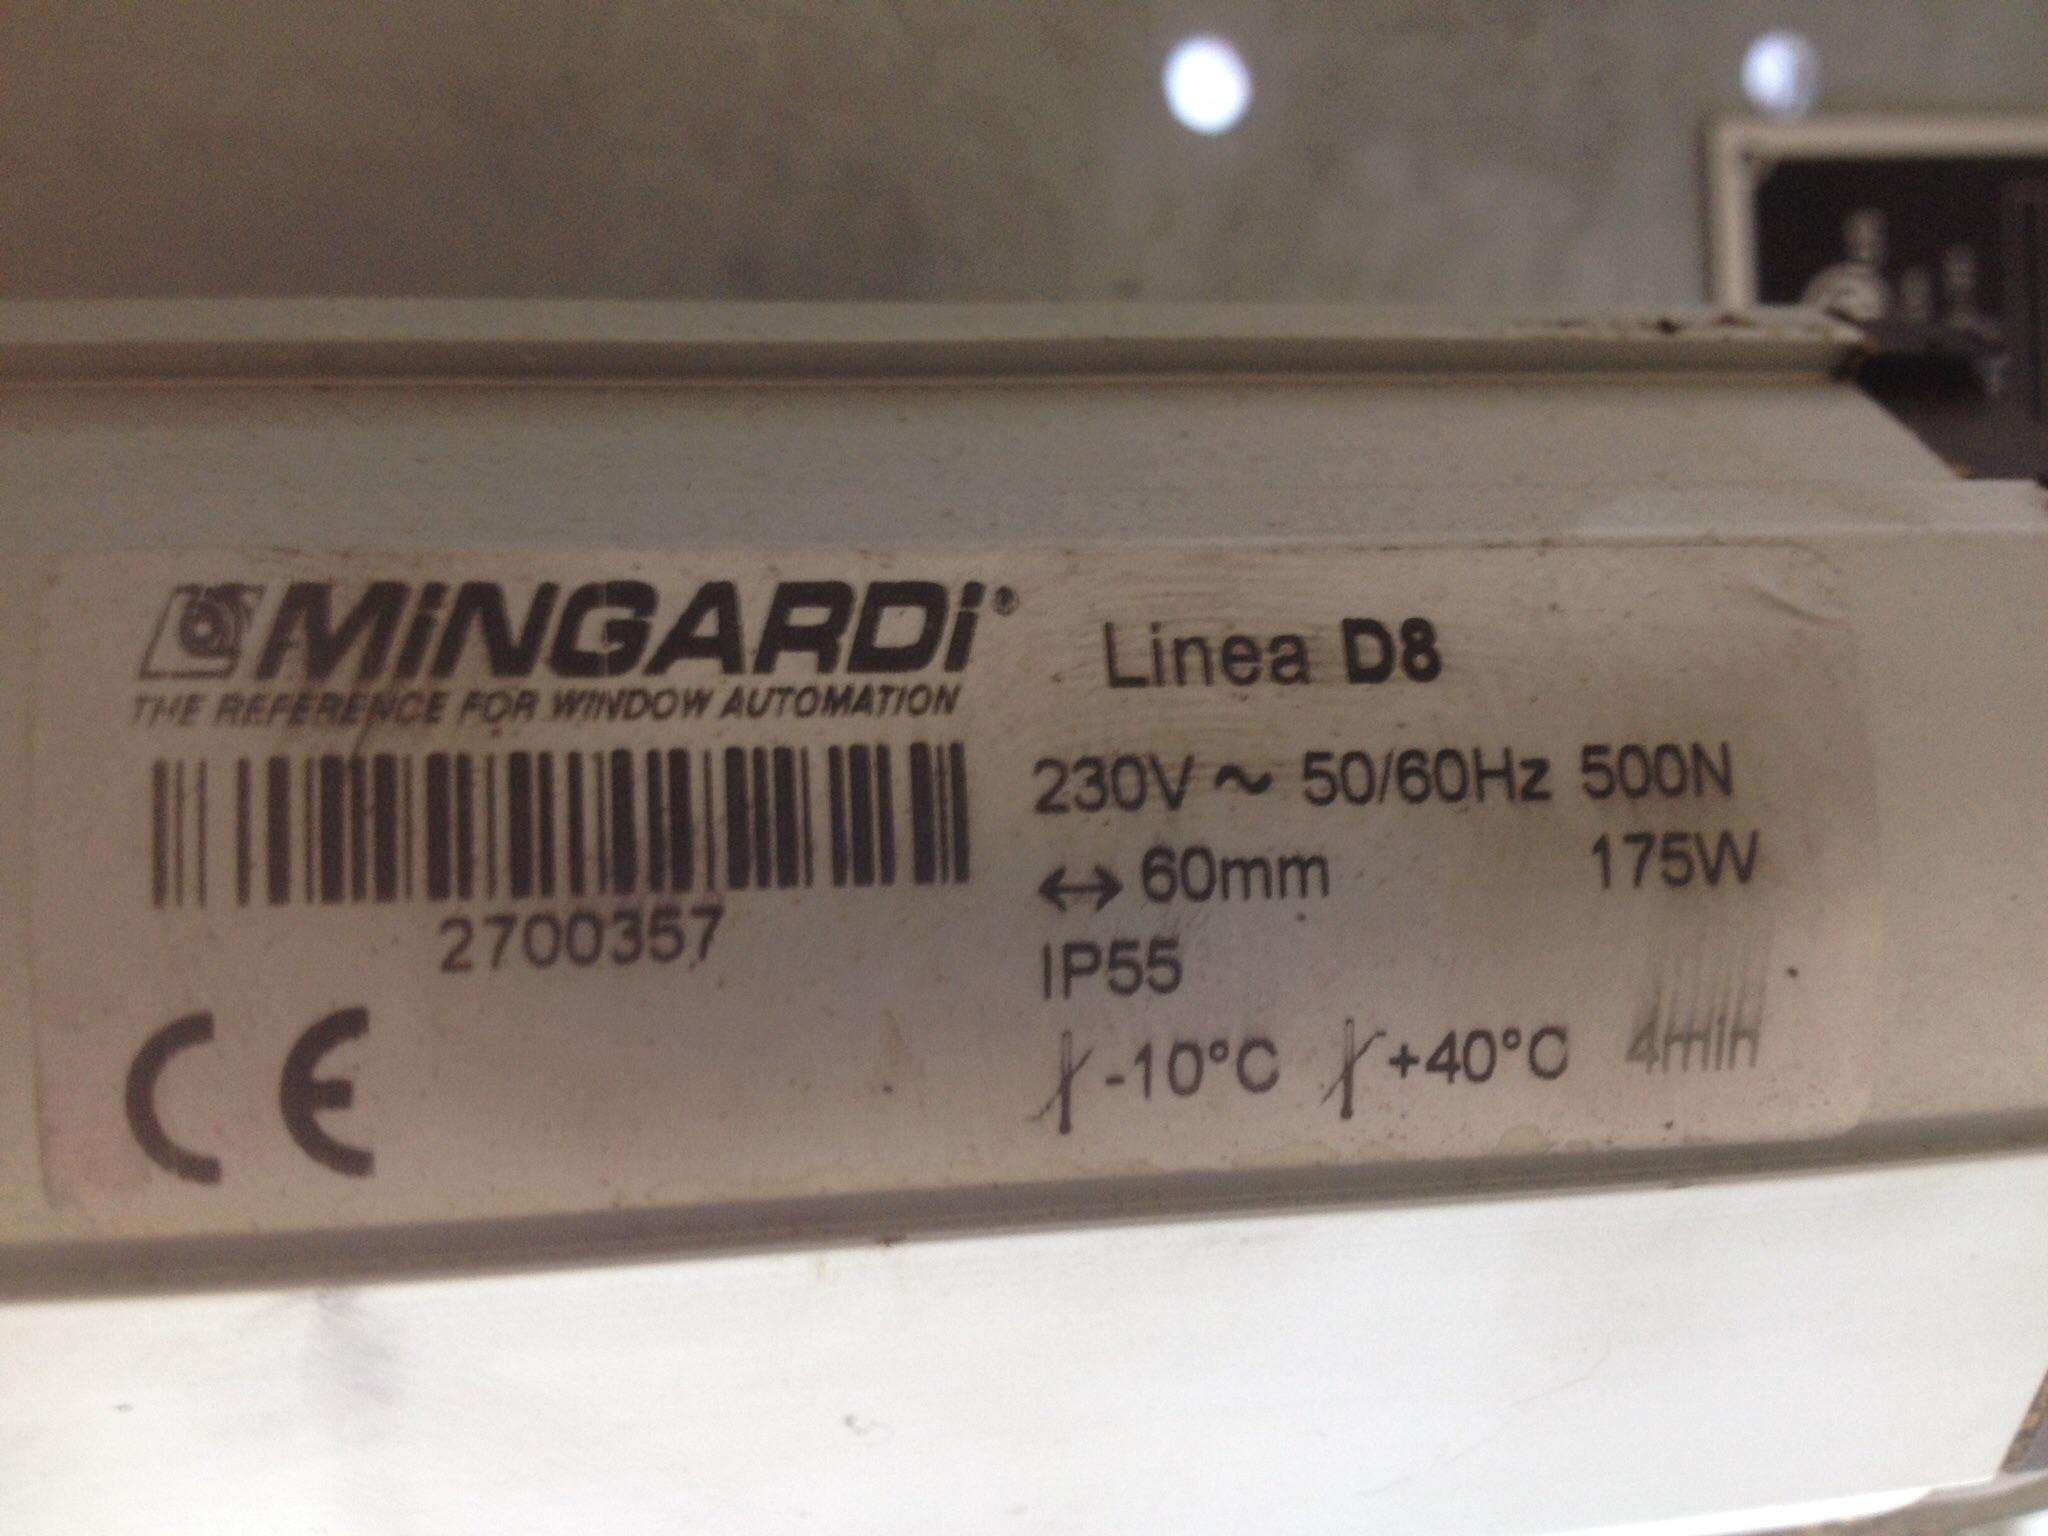 MiNGARDi®
THE REFERENCE FOR WINDOW AUTOMATION
2700357
CE
Linea D8
230V ~ 50/60Hz 500N
↔ 60mm 175W
IP55
-10°C +40°C 4min